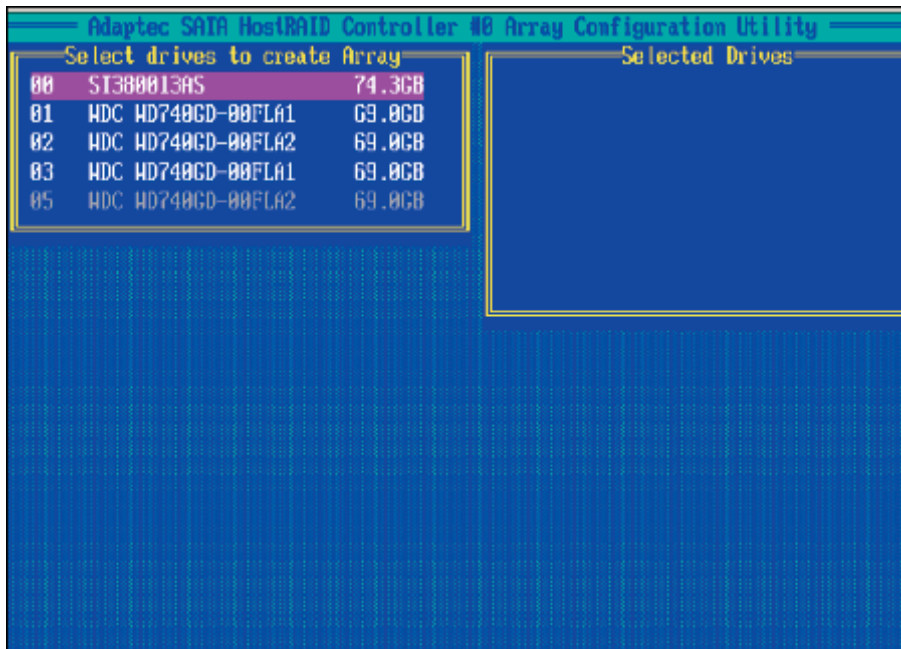 Adaptec SATA HostRAID Controller #0 Array Configuration Utility
Select drives to create Array
00 ST380013AS 74.3GB
01 WDC WD740GD-00FLA1 69.0GB
02 WDC WD740GD-00FLA2 69.0GB
03 WDC WD740GD-00FLA1 69.0GB
05 WDC WD740GD-00FLA2 69.0GB
Selected Drives